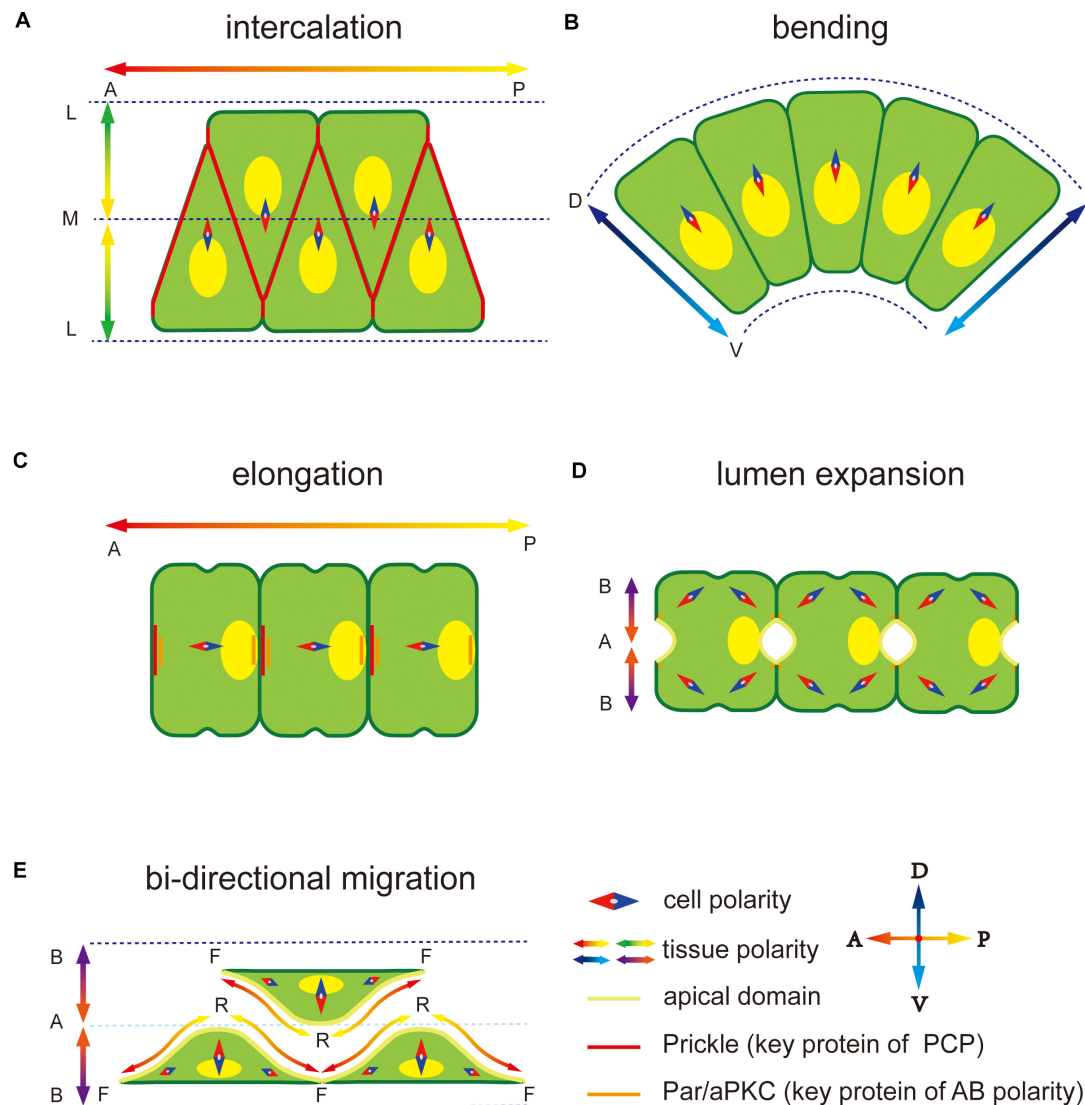 A
intercalation
A
P
L
M
L
B
bending
D
V
C
elongation
A
P
D
lumen expansion
B
A
B
E
bi-directional migration
B
F
F
R
R
R
A
B
F
F
F
cell polarity
tissue polarity
apical domain
Prickle (key protein of PCP)
Par/aPKC (key protein of AB polarity)
D
A
P
V